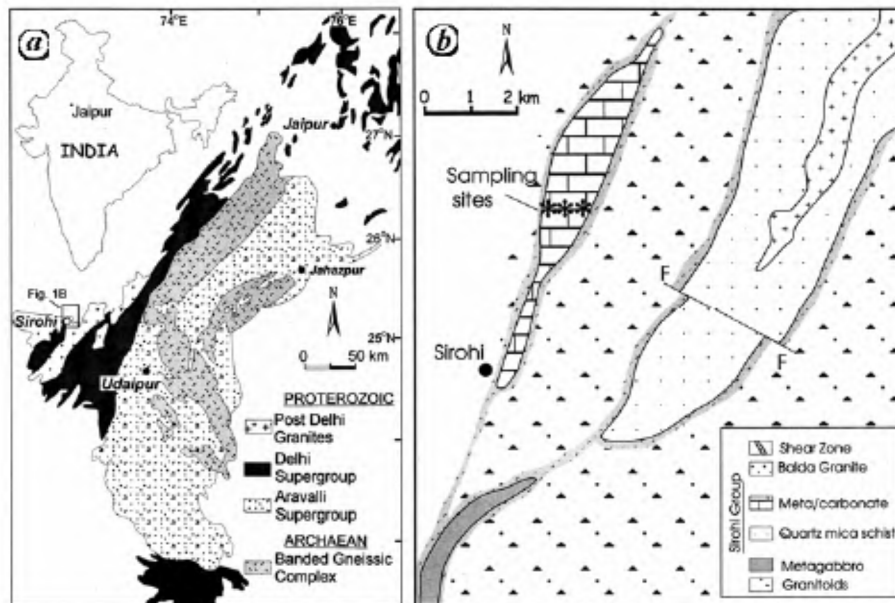 a
74°E
76°E
Jaipur
INDIA
Jaipur
27°N
26°N
Jahazpur
Fig. 1B
Sirohi
N
25°N
0 50 km
Udaipur
PROTEROZOIC
Post Delhi
Granites
Delhi
Supergroup
Aravalli
Supergroup
ARCHAEAN
Banded Gneissic
Complex
b
N
0 1 2 km
Sampling
sites
F
Sirohi
F
Shear Zone
Balda Granite
Sirohi Group
Meta/carbonate
Quartz mica schist
Metagabbro
Granitoids